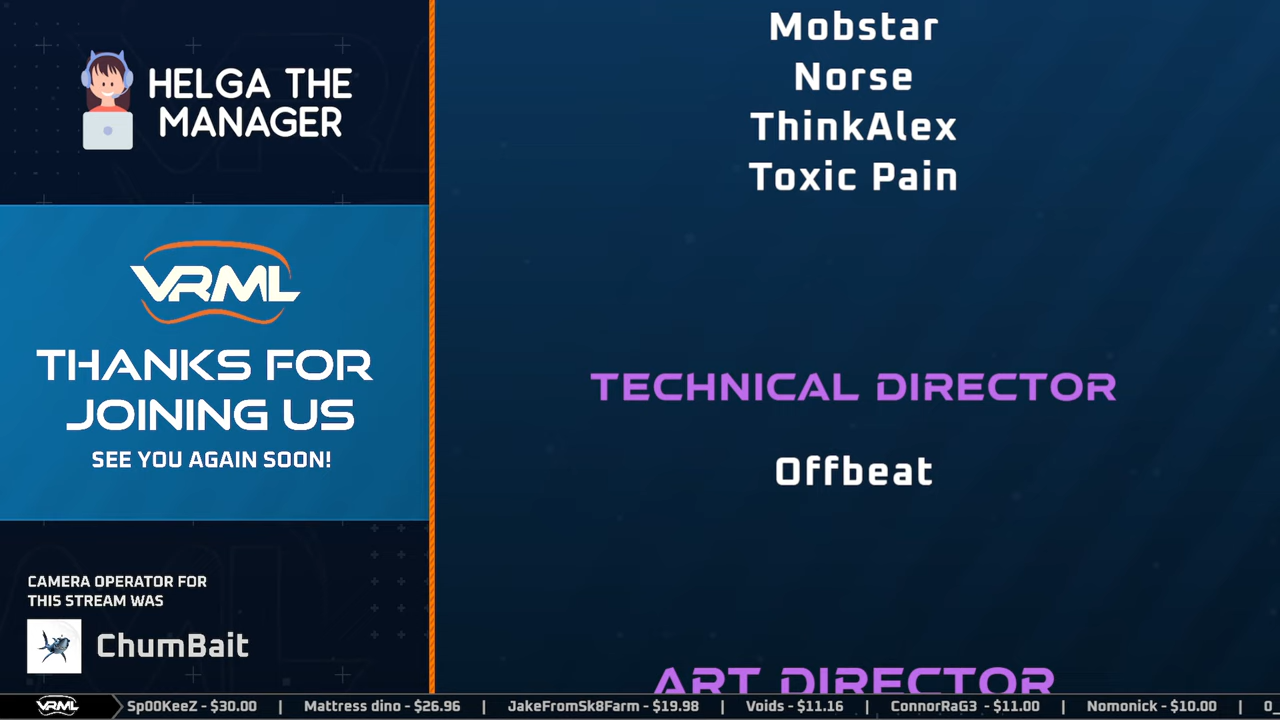 HELGA THE
MANAGER
VRML
THANKS FOR
JOINING US
SEE YOU AGAIN SOON!
CAMERA OPERATOR FOR
THIS STREAM WAS
ChumBait
Mobstar
Norse
ThinkAlex
Toxic Pain
TECHNICAL DIRECTOR
Offbeat
ART DIRECTOR
VRML Sp00KeeZ - $30.00 | Mattress dino - $26.96 | JakeFromSk8Farm - $19.98 | Voids - $11.16 | ConnorRaG3 - $11.00 | Nomonick - $10.00 |